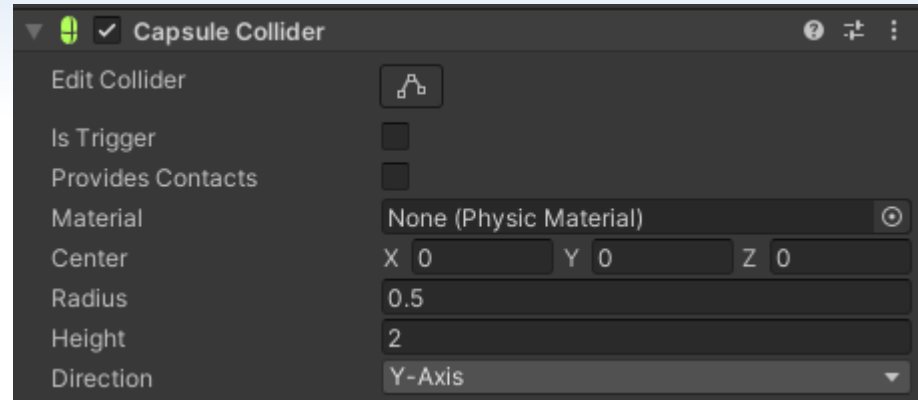 Capsule Collider
Edit Collider
Is Trigger
Provides Contacts
Material None (Physic Material)
Center X 0 Y 0 Z 0
Radius 0.5
Height 2
Direction Y-Axis